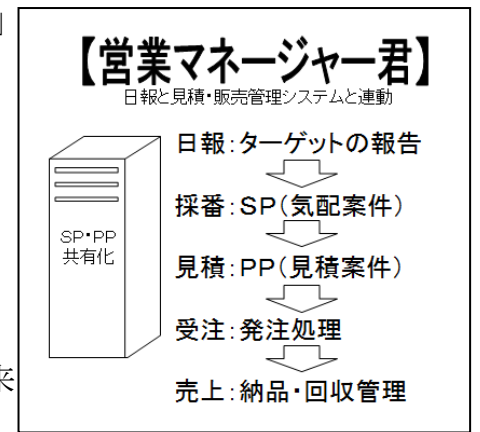 】
【営業マネージャー君】
日報と見積・販売管理システムと連動
日報:ターゲットの報告
採番:SP(気配案件)
SP・PP
共有化
見積:PP(見積案件)
受注:発注処理
来
売上:納品・回収管理